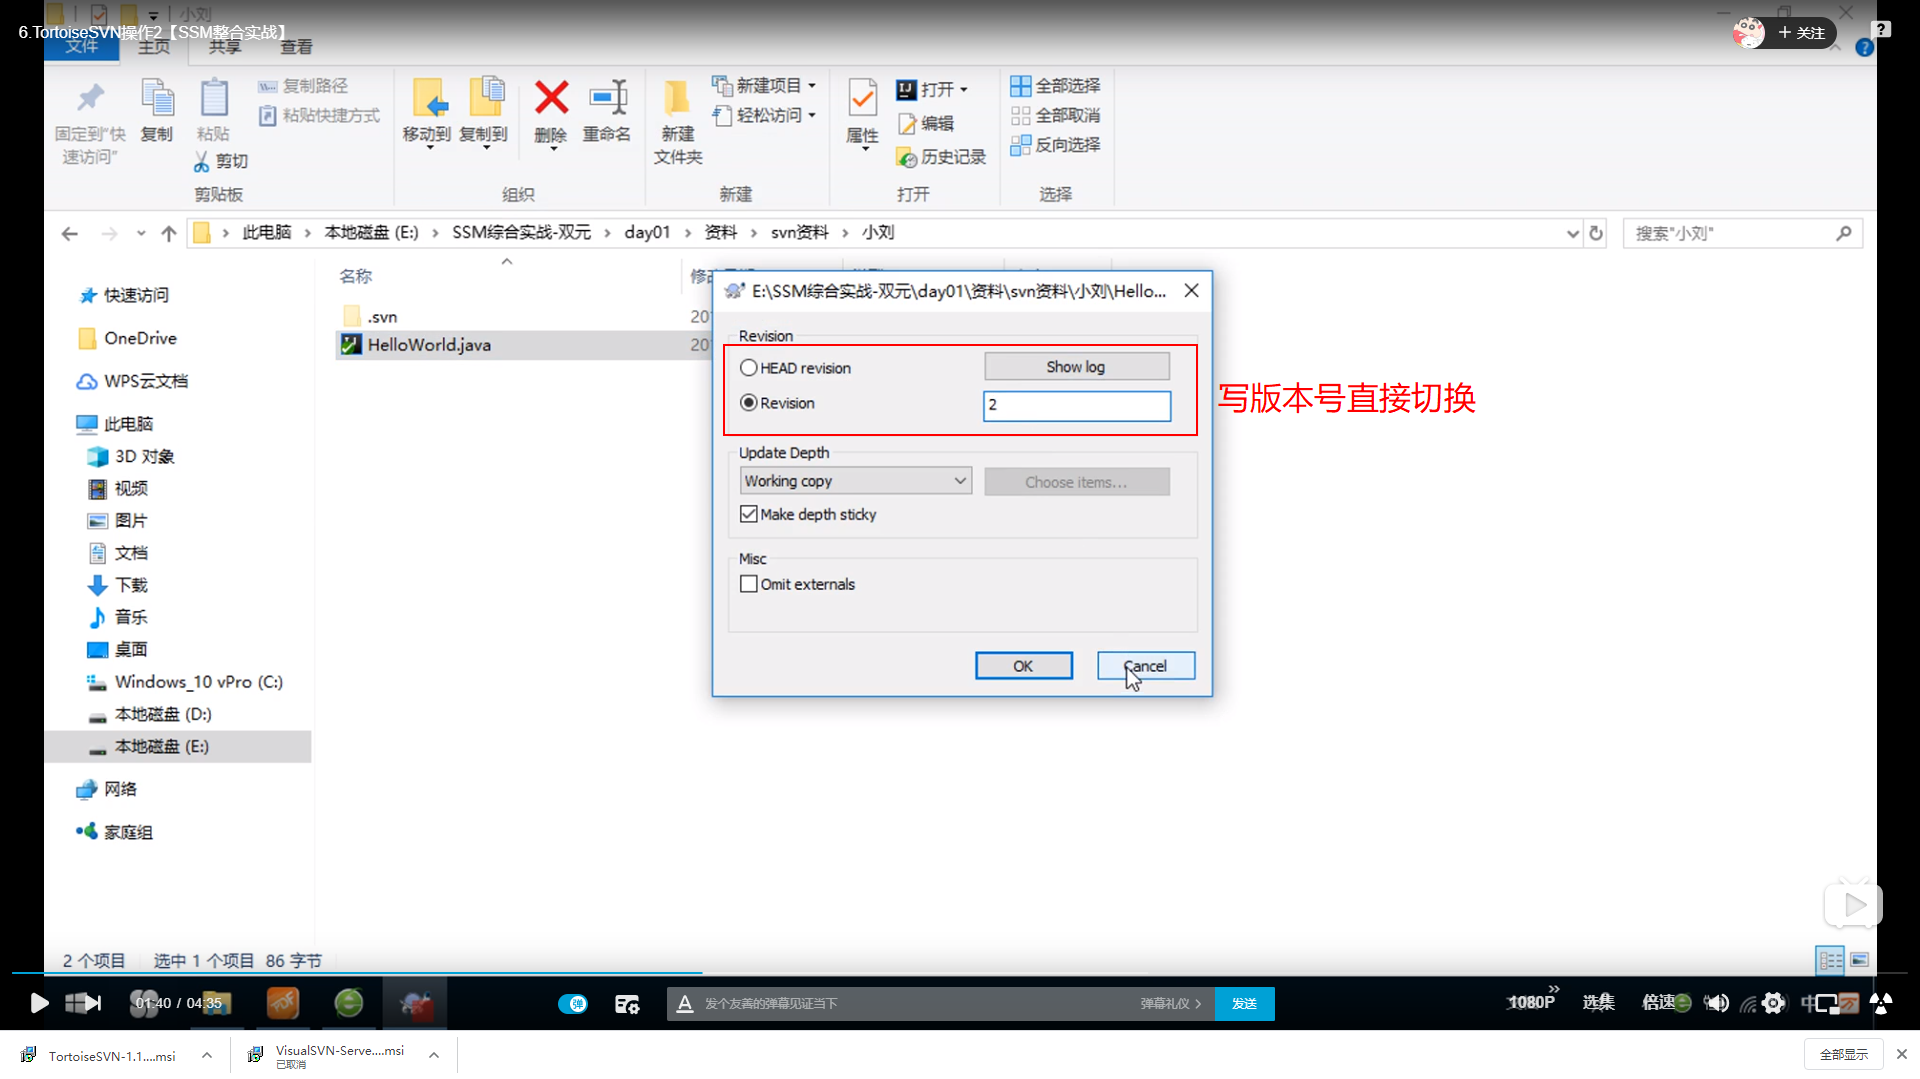 小刘
6.TortoiseSVN操作2【SSM整合实战】
+ 关注
文件
主页
共享
查看
固定到"快速访问"
复制
粘贴
复制路径
粘贴快捷方式
剪切
剪贴板
移动到
复制到
删除
重命名
组织
新建
文件夹
新建项目
轻松访问
新建
属性
打开
编辑
历史记录
打开
全部选择
全部取消
反向选择
选择
此电脑 › 本地磁盘 (E:) › SSM综合实战-双元 › day01 › 资料 › svn资料 › 小刘
搜索"小刘"
名称
快速访问
OneDrive
WPS云文档
此电脑
3D 对象
视频
图片
文档
下载
音乐
桌面
Windows_10 vPro (C:)
本地磁盘 (D:)
本地磁盘 (E:)
网络
家庭组
.svn
20
HelloWorld.java
20
E:\SSM综合实战-双元\day01\资料\svn资料\小刘\Hello...
Revision
HEAD revision
Show log
Revision
2
写版本号直接切换
Update Depth
Working copy
Choose items...
Make depth sticky
Misc
Omit externals
OK
Cancel
2 个项目
选中 1 个项目 86 字节
01:40 / 04:35
弹
发个友善的弹幕见证当下
弹幕礼仪 ›
发送
1080P
选集
倍速
中
TortoiseSVN-1.1....msi
VisualSVN-Serve....msi
已取消
全部显示